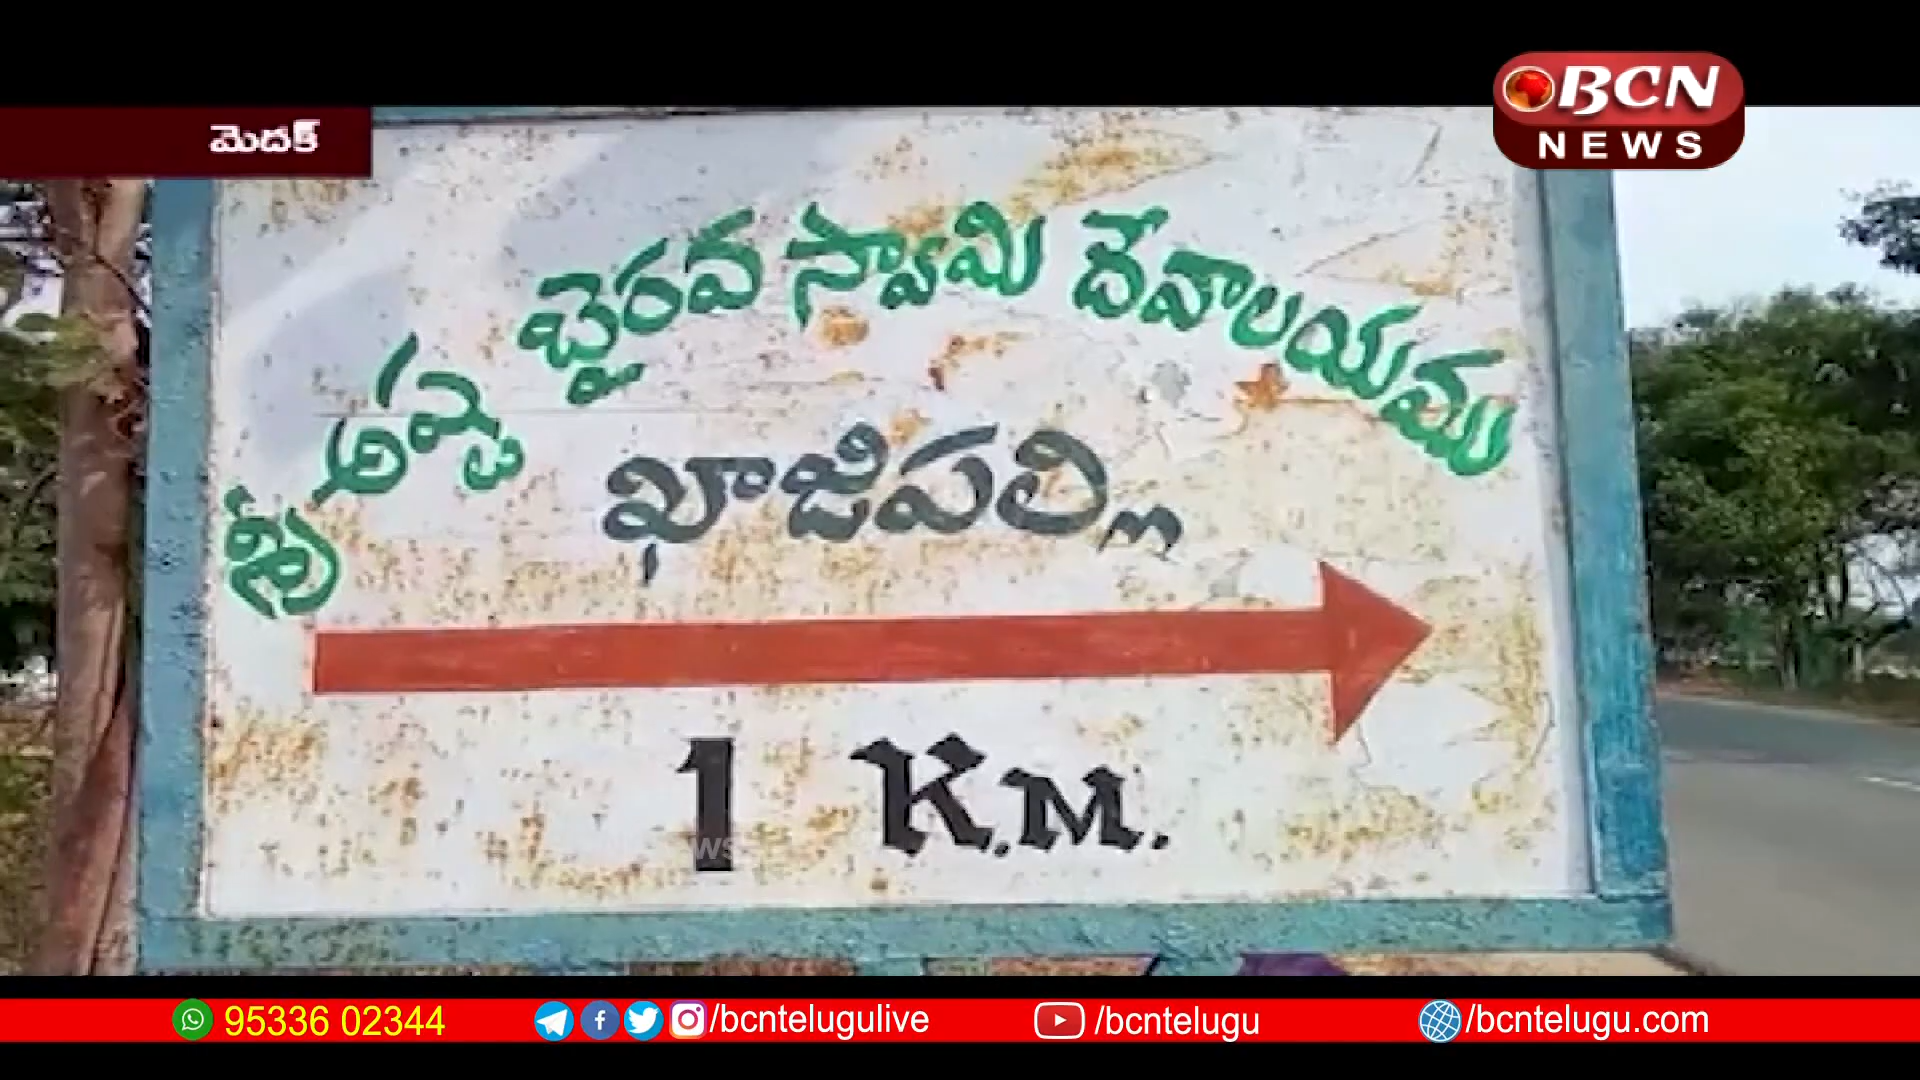 BCN
NEWS
మెదక్
శ్రీ అష్ట బైరవ స్వామి దేవాలయము
ఖాజిపల్లి
1 K.M.
95336 02344
/bcntelugulive
/bcntelugu
/bcntelugu.com